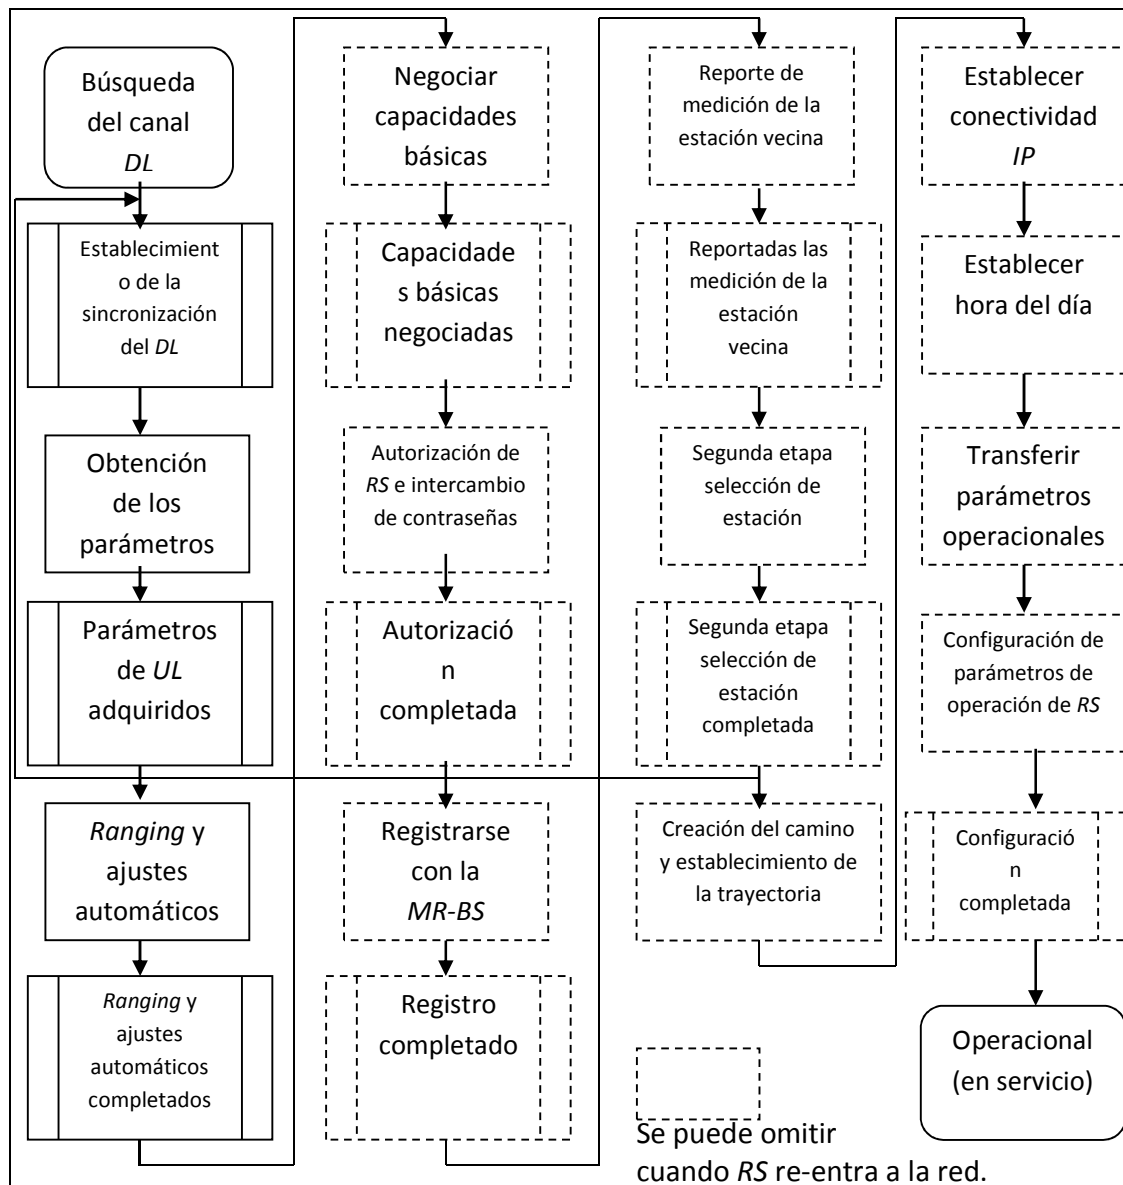 Búsqueda
del canal
DL
Establecimient
o de la
sincronización
del DL
Obtención
de los
parámetros
Parámetros
de UL
adquiridos
Ranging y
ajustes
automáticos
Ranging y
ajustes
automáticos
completados
Negociar
capacidades
básicas
Capacidade
s básicas
negociadas
Autorización de
RS e intercambio
de contraseñas
Autorizació
n
completada
Registrarse
con la
MR-BS
Registro
completado
Reporte de
medición de la
estación vecina
Reportadas las
medición de la
estación
vecina
Segunda etapa
selección de
estación
Segunda etapa
selección de
estación
completada
Creación del camino
y establecimiento de
la trayectoria
Se puede omitir
cuando RS re-entra a la red.
Establecer
conectividad
IP
Establecer
hora del día
Transferir
parámetros
operacionales
Configuración de
parámetros de
operación de RS
Configuració
n
completada
Operacional
(en servicio)